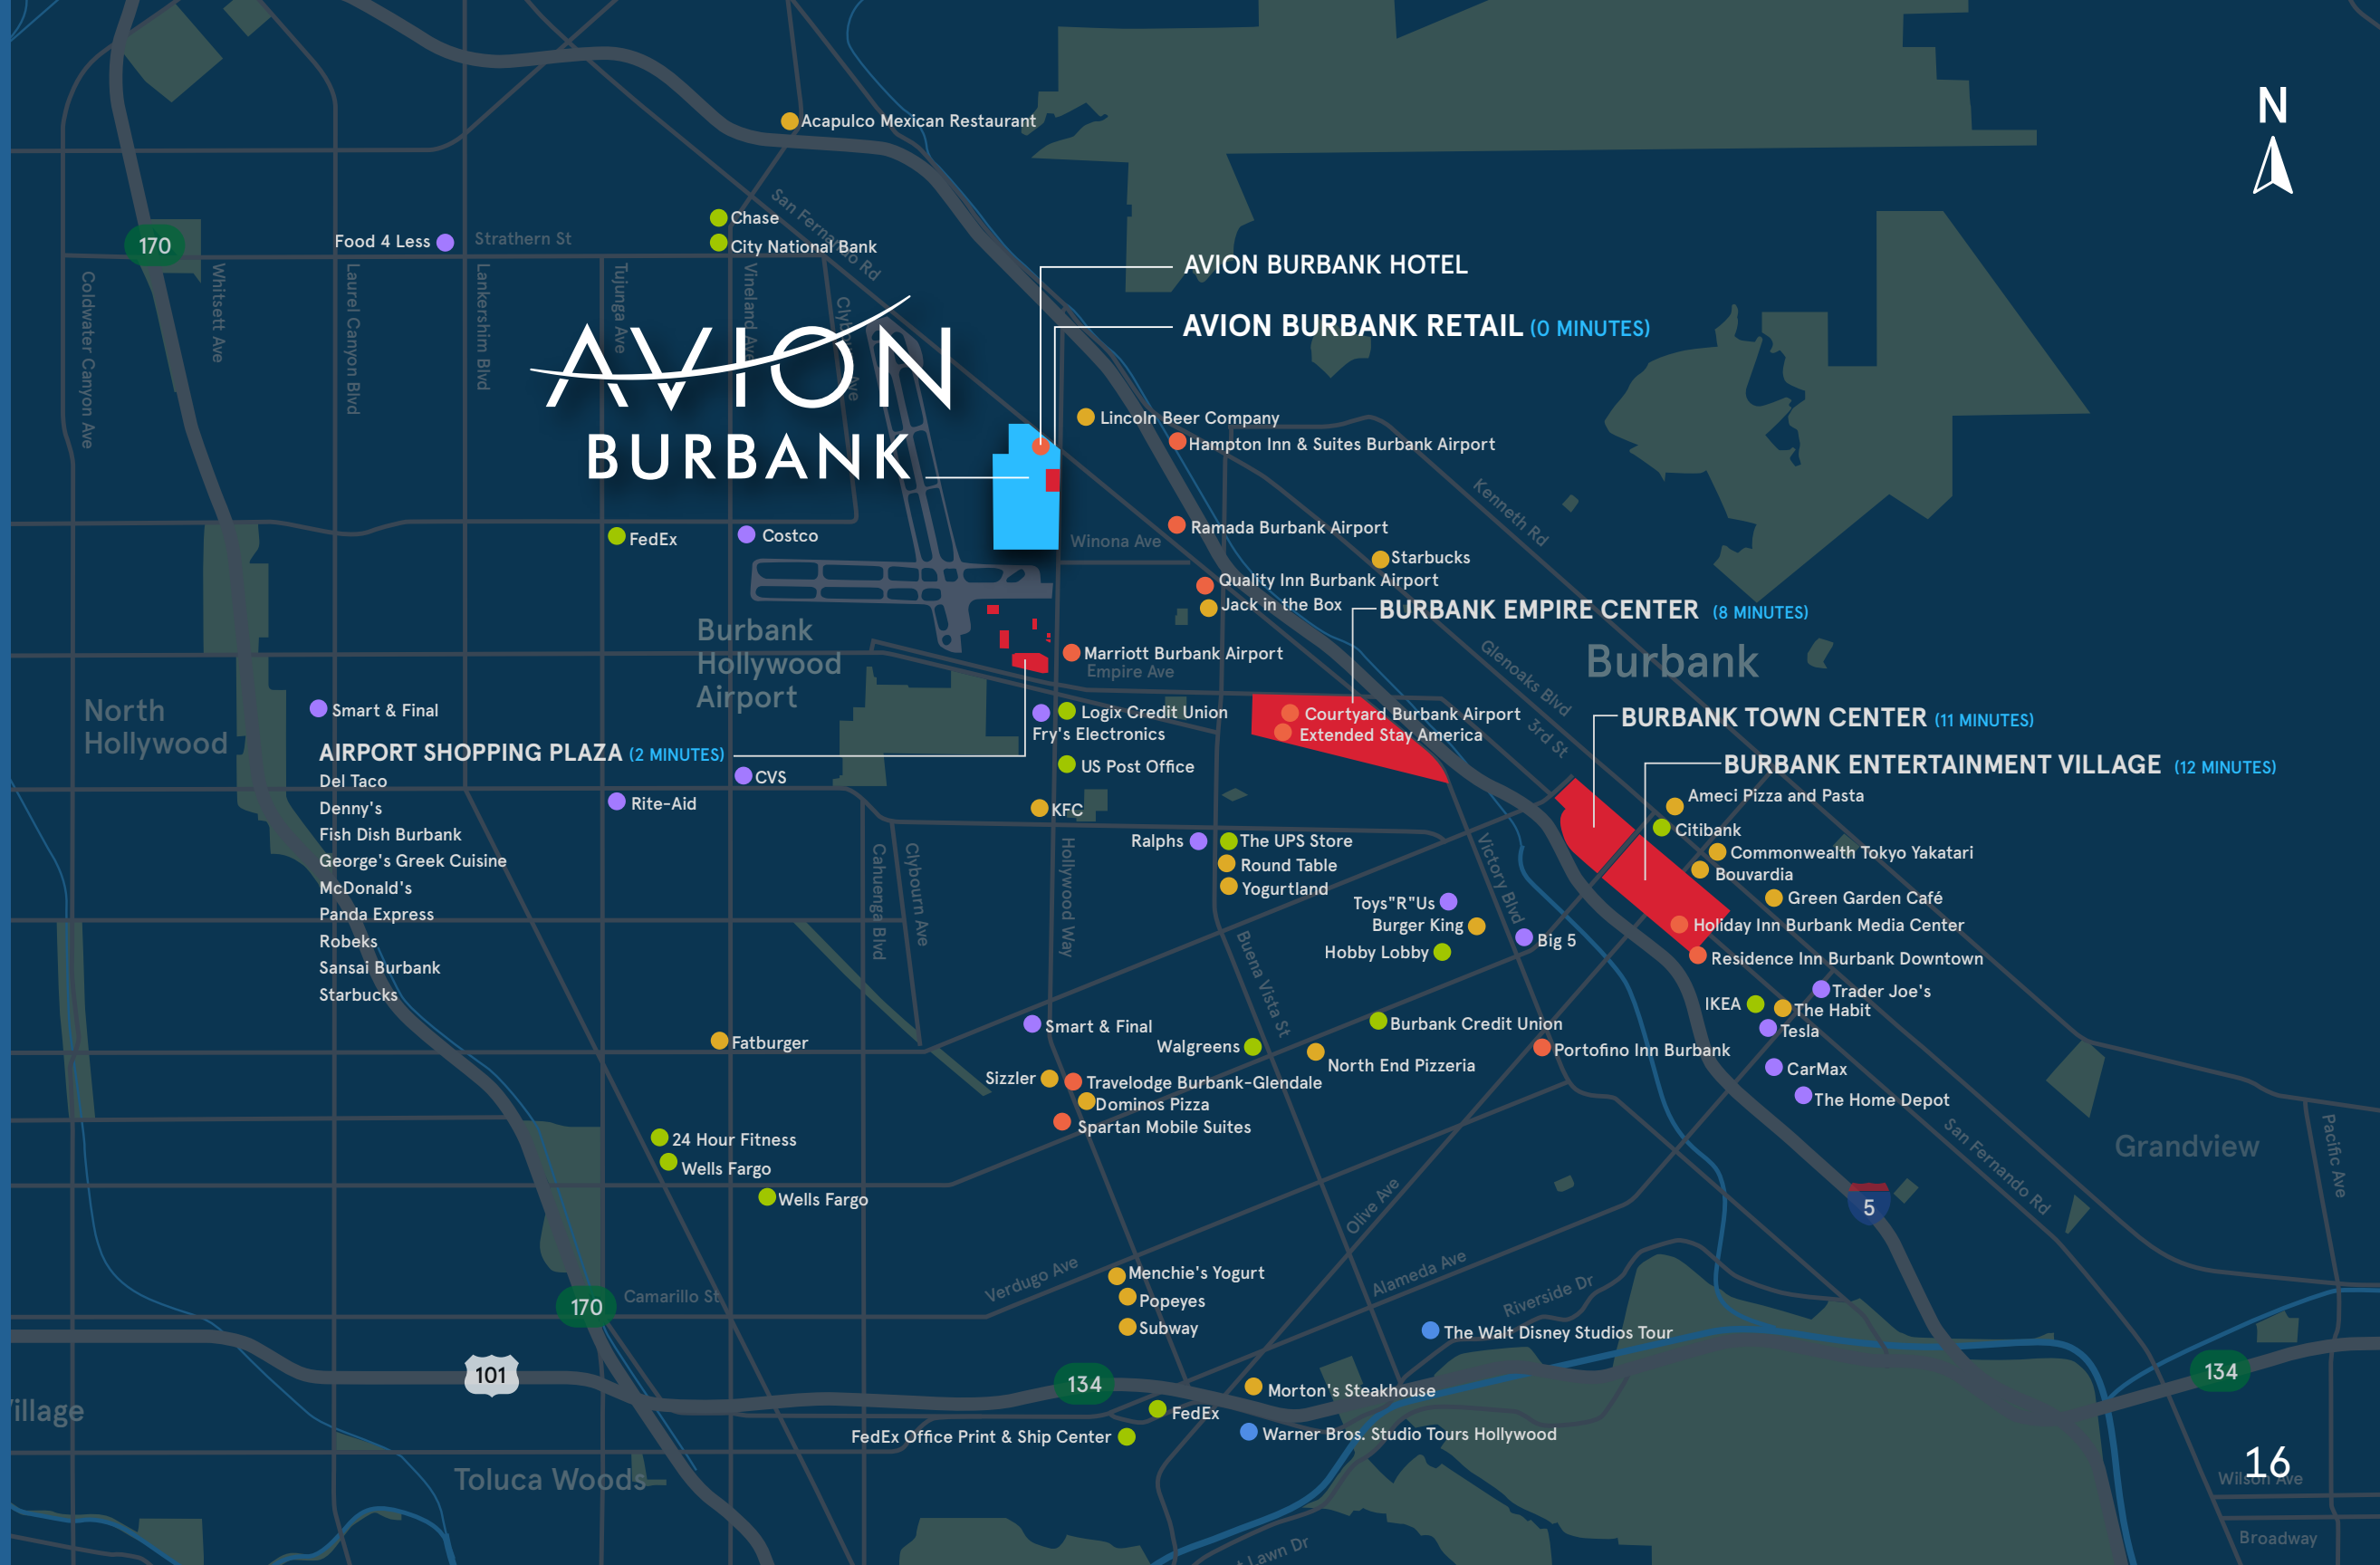 N
Acapulco Mexican Restaurant
San Fernando Rd
Chase
City National Bank
170
Food 4 Less
Strathern St
Coldwater Canyon Ave
Whitsett Ave
Laurel Canyon Blvd
Lankershim Blvd
Tujunga Ave
Vineland Ave
AVION BURBANK HOTEL
AVION BURBANK RETAIL (0 MINUTES)
AVION
BURBANK
Lincoln Beer Company
Hampton Inn & Suites Burbank Airport
Kenneth Rd
FedEx
Costco
Ramada Burbank Airport
Winona Ave
Starbucks
Quality Inn Burbank Airport
Jack in the Box
BURBANK EMPIRE CENTER (8 MINUTES)
Burbank
Hollywood
Airport
Marriott Burbank Airport
Empire Ave
Glenoaks Blvd
Burbank
3rd St
North
Hollywood
Smart & Final
Logix Credit Union
Fry's Electronics
Courtyard Burbank Airport
Extended Stay America
BURBANK TOWN CENTER (11 MINUTES)
AIRPORT SHOPPING PLAZA (2 MINUTES)
Del Taco
Denny's
Fish Dish Burbank
George's Greek Cuisine
McDonald's
Panda Express
Robeks
Sansai Burbank
Starbucks
US Post Office
BURBANK ENTERTAINMENT VILLAGE (12 MINUTES)
CVS
Rite-Aid
KFC
Ameci Pizza and Pasta
Citibank
Commonwealth Tokyo Yakatari
Bouvardia
Green Garden Café
Holiday Inn Burbank Media Center
Residence Inn Burbank Downtown
Ralphs
The UPS Store
Round Table
Yogurtland
Cahuenga Blvd
Clybourn Ave
Hollywood Way
Victory Blvd
Toys"R"Us
Burger King
Hobby Lobby
Big 5
Buena Vista St
Trader Joe's
IKEA
The Habit
Tesla
CarMax
The Home Depot
Fatburger
Smart & Final
Walgreens
Burbank Credit Union
North End Pizzeria
Portofino Inn Burbank
Sizzler
Travelodge Burbank-Glendale
Dominos Pizza
Spartan Mobile Suites
24 Hour Fitness
Wells Fargo
Wells Fargo
San Fernando Rd
Grandview
Pacific Ave
5
Olive Ave
Verdugo Ave
Alameda Ave
Riverside Dr
Menchie's Yogurt
Popeyes
Subway
170
Camarillo St
The Walt Disney Studios Tour
101
134
134
Morton's Steakhouse
FedEx
FedEx Office Print & Ship Center
Warner Bros. Studio Tours Hollywood
illage
Toluca Woods
16
Wilson Ave
Broadway
Lawn Dr